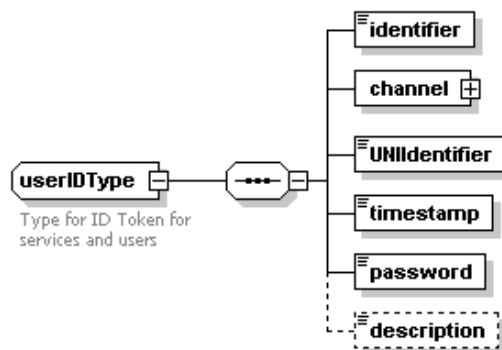 identifier
channel
UNIIdentifier
userIDType
Type for ID Token for
services and users
timestamp
password
description